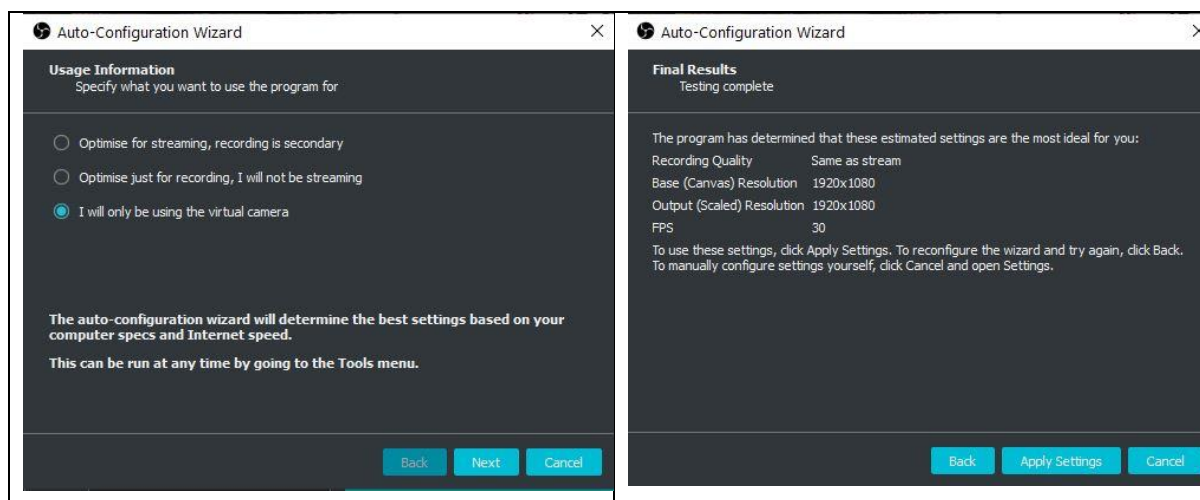 Auto-Configuration Wizard
Usage Information
Specify what you want to use the program for
Optimise for streaming, recording is secondary
Optimise just for recording, I will not be streaming
I will only be using the virtual camera
The auto-configuration wizard will determine the best settings based on your
computer specs and Internet speed.
This can be run at any time by going to the Tools menu.
Back Next Cancel
Auto-Configuration Wizard
Final Results
Testing complete
The program has determined that these estimated settings are the most ideal for you:
Recording Quality Same as stream
Base (Canvas) Resolution 1920x1080
Output (Scaled) Resolution 1920x1080
FPS 30
To use these settings, click Apply Settings. To reconfigure the wizard and try again, click Back.
To manually configure settings yourself, click Cancel and open Settings.
Back Apply Settings Cancel